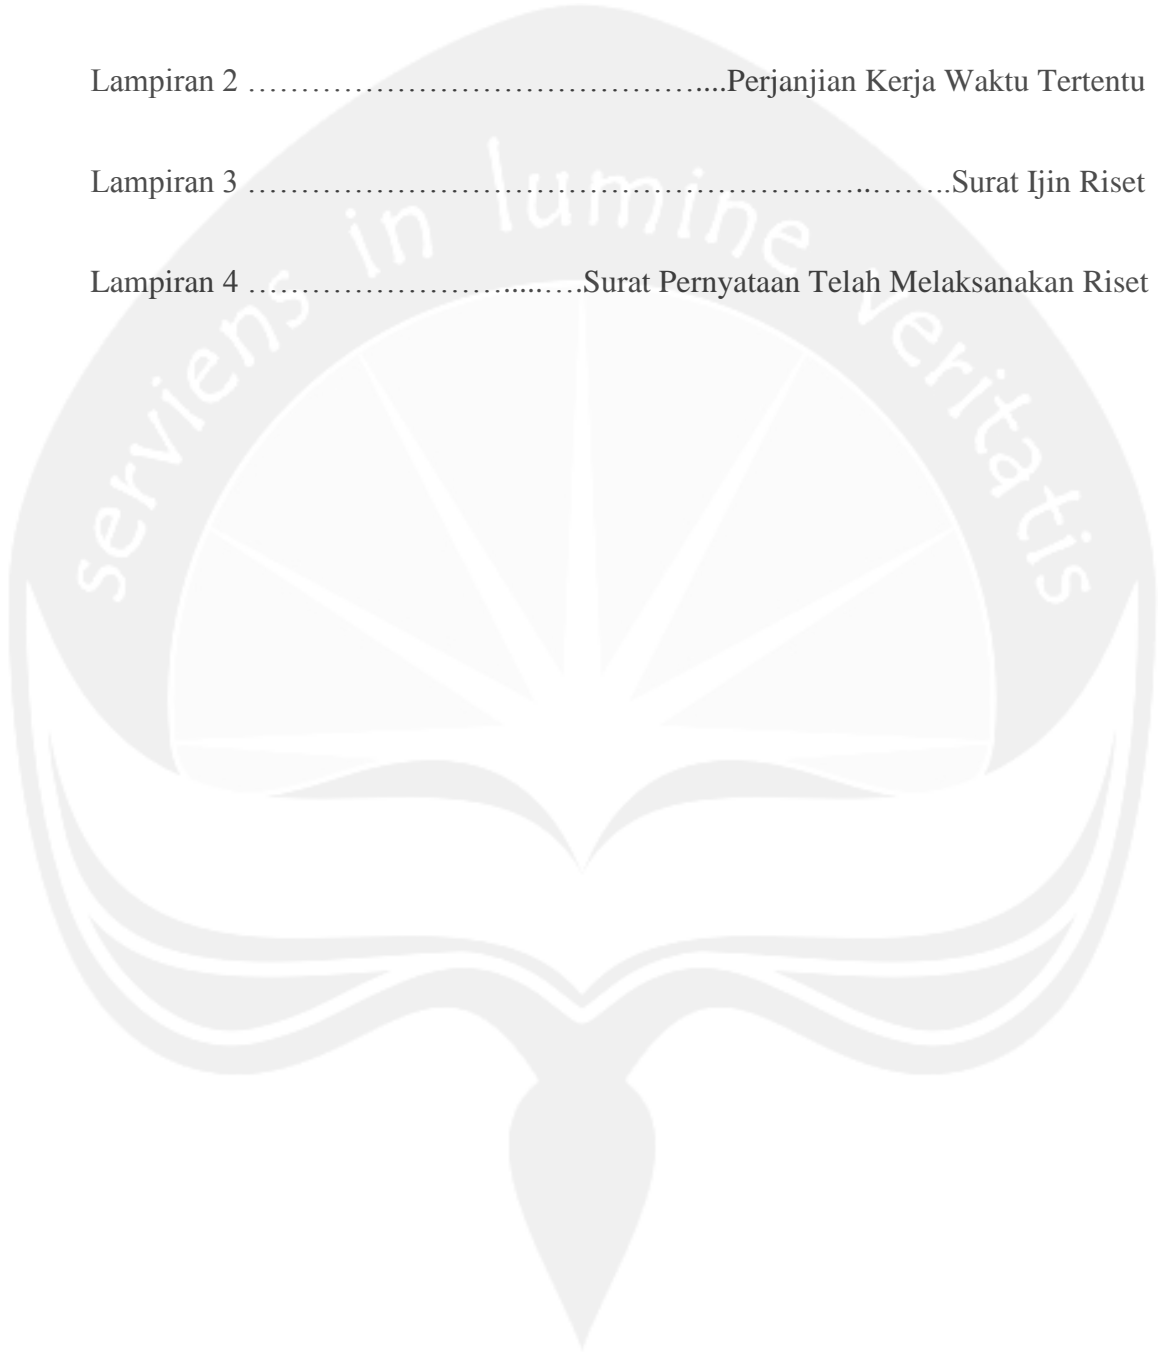 Lampiran 2 …………………………………….....Perjanjian Kerja Waktu Tertentu
Lampiran 3 …………………………………………………..……..Surat Ijin Riset
Lampiran 4 …………………….....….Surat Pernyataan Telah Melaksanakan Riset
serviens in lumine veritatis